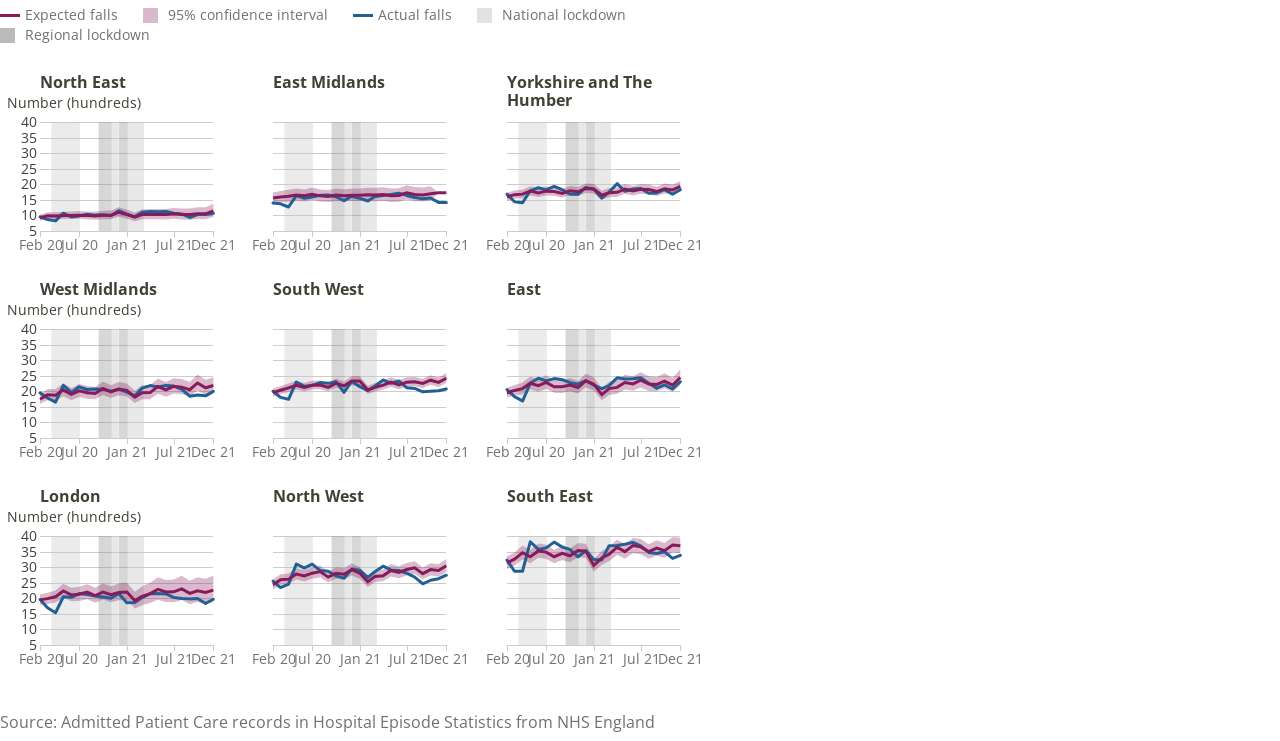 Expected falls 95% confidence interval Actual falls National lockdown
Regional lockdown
North East East Midlands Yorkshire and The
Humber
Number (hundreds)
40
35
30
25
20
15
10
5
Feb 20 Jul 20 Jan 21 Jul 21 Dec 21 Feb 20 Jul 20 Jan 21 Jul 21 Dec 21 Feb 20 Jul 20 Jan 21 Jul 21 Dec 21
West Midlands South West East
Number (hundreds)
40
35
30
25
20
15
10
5
Feb 20 Jul 20 Jan 21 Jul 21 Dec 21 Feb 20 Jul 20 Jan 21 Jul 21 Dec 21 Feb 20 Jul 20 Jan 21 Jul 21 Dec 21
London North West South East
Number (hundreds)
40
35
30
25
20
15
10
5
Feb 20 Jul 20 Jan 21 Jul 21 Dec 21 Feb 20 Jul 20 Jan 21 Jul 21 Dec 21 Feb 20 Jul 20 Jan 21 Jul 21 Dec 21
Source: Admitted Patient Care records in Hospital Episode Statistics from NHS England